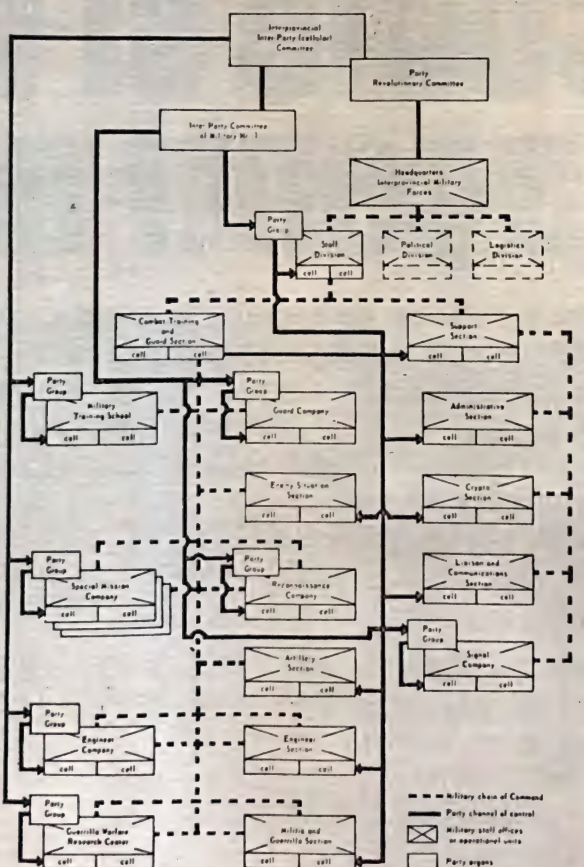 Interprovincial
Inter-Party (cellular)
Committee
Party
Revolutionary Committee
Inter Party Committee
of Military
Headquarters
Interprovincial Military
Forces
Party
Group
Staff
Division
cell cell
Political
Division
Logistics
Division
Combat Training
and
Guard Section
cell cell
Support
Section
cell cell
Party
Group
Military
Training School
cell cell
Party
Group
Guard Company
cell cell
Administrative
Section
cell cell
Enemy Situation
Section
cell cell
Crypto
Section
cell cell
Party
Group
Special Mission
Company
cell cell
Party
Group
Reconnaissance
Company
cell cell
Liaison and
Communications
Section
cell cell
Party
Group
Signal
Company
cell cell
Artillery
Section
cell cell
Party
Group
Engineer
Company
cell cell
Engineer
Section
cell cell
Party
Group
Guerrilla Warfare
Research Center
cell cell
Militia and
Guerrilla Section
cell cell
Military chain of Command
Party channel of control
Military staff offices
or operational units
Party organs